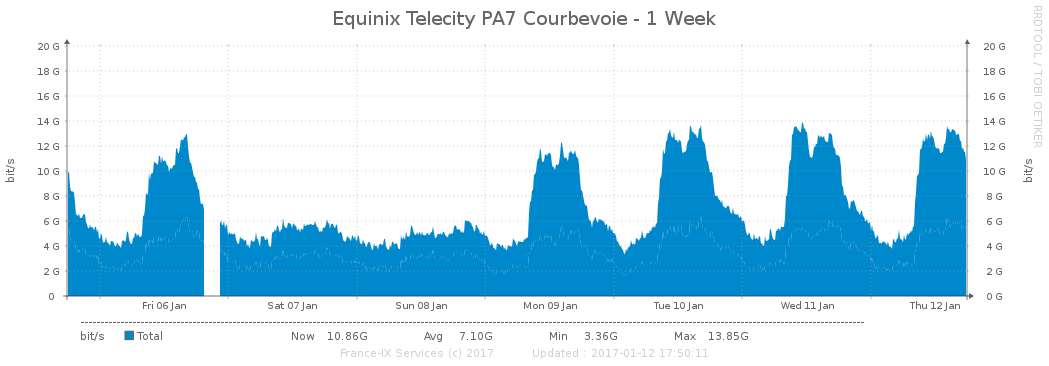 Equinix Telecity PA7 Courbevoie - 1 Week
RRDTOOL / TOBI OETIKER
bit/s
20 G 20 G
18 G 18 G
16 G 16 G
14 G 14 G
12 G 12 G
10 G 10 G
8 G 8 G
6 G 6 G
4 G 4 G
2 G 2 G
0 0 G
bit/s
Fri 06 Jan Sat 07 Jan Sun 08 Jan Mon 09 Jan Tue 10 Jan Wed 11 Jan Thu 12 Jan
bit/s Total Now 10.86G Avg 7.10G Min 3.36G Max 13.85G
France-IX Services (c) 2017 Updated : 2017-01-12 17:50:11